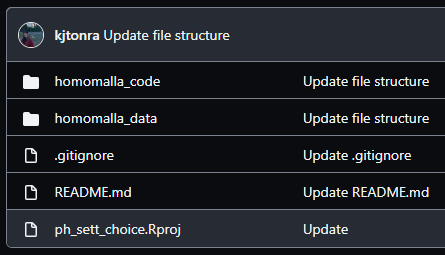 kjtonra Update file structure
homomalla_code Update file structure
homomalla_data Update file structure
.gitignore Update .gitignore
README.md Update README.md
ph_sett_choice.Rproj Update